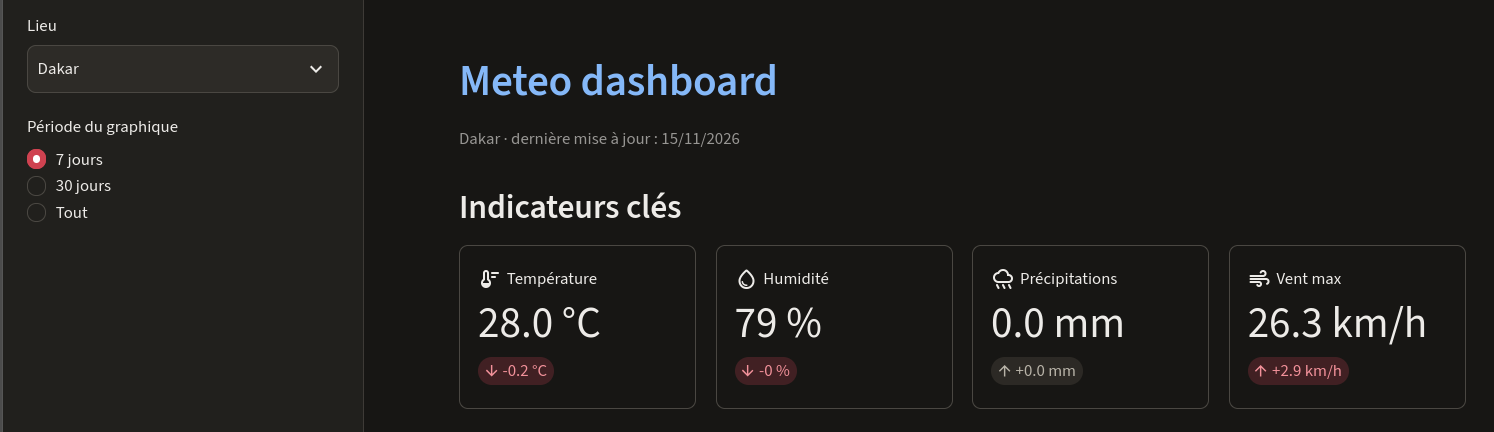 Lieu
Dakar
Période du graphique
7 jours
30 jours
Tout
Meteo dashboard
Dakar · dernière mise à jour : 15/11/2026
Indicateurs clés
Température
28.0 °C
↓ -0.2 °C
Humidité
79 %
↓ -0 %
Précipitations
0.0 mm
↑ +0.0 mm
Vent max
26.3 km/h
↑ +2.9 km/h